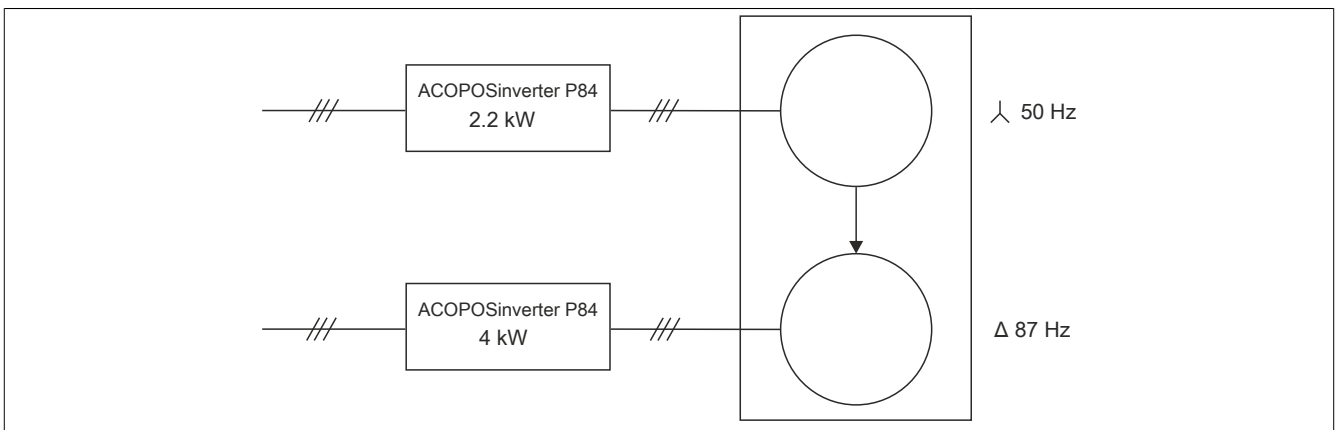 ACOPOSinverter P84
2.2 kW
⅄ 50 Hz
ACOPOSinverter P84
4 kW
Δ 87 Hz